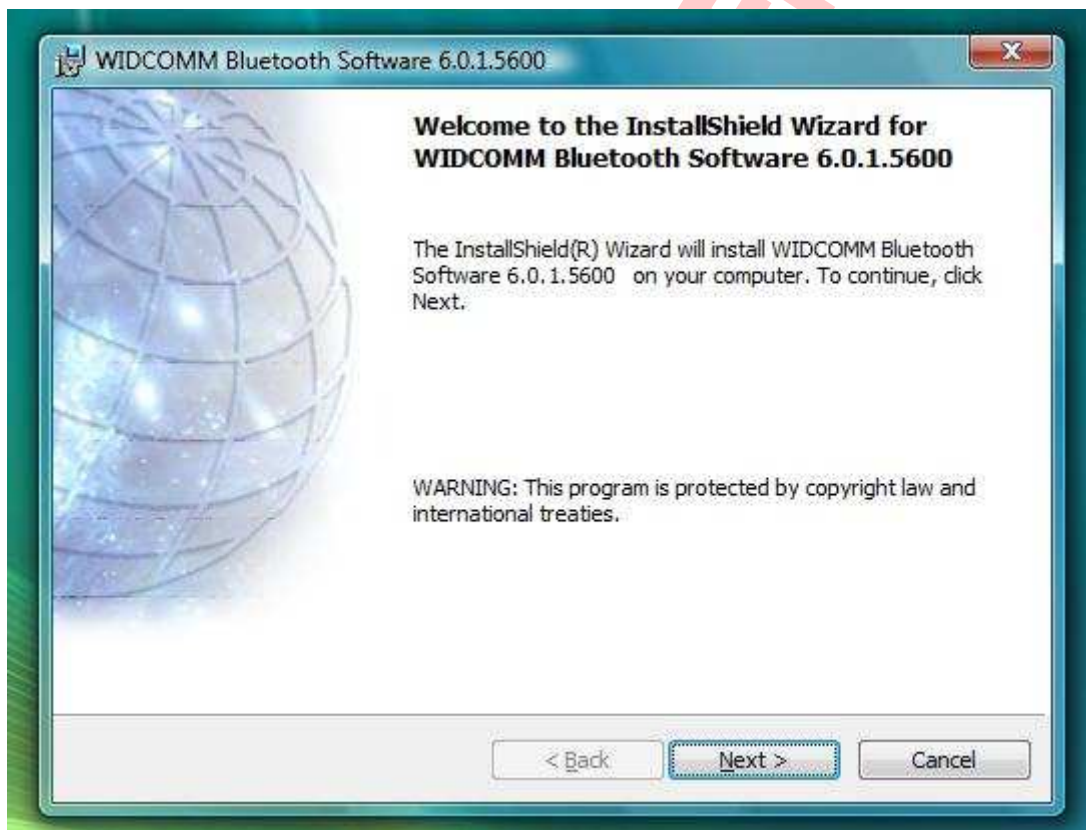 WIDCOMM Bluetooth Software 6.0.1.5600
Welcome to the InstallShield Wizard for
WIDCOMM Bluetooth Software 6.0.1.5600
The InstallShield(R) Wizard will install WIDCOMM Bluetooth
Software 6.0.1.5600 on your computer. To continue, click
Next.
WARNING: This program is protected by copyright law and
international treaties.
< Back Next > Cancel